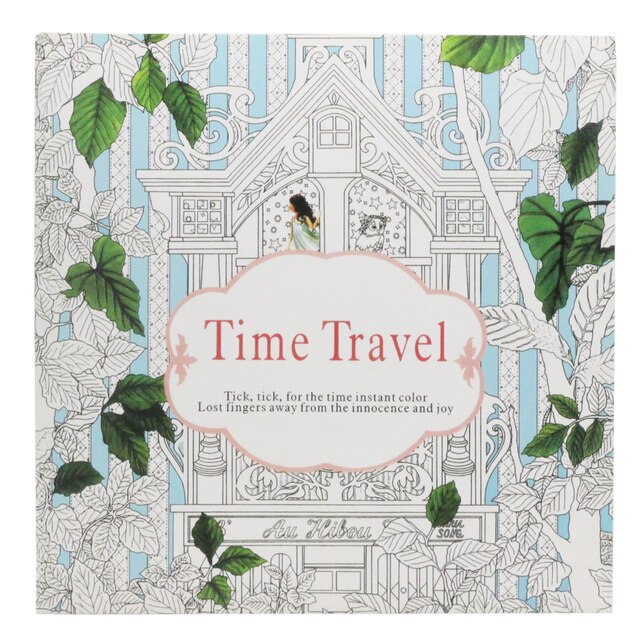 Time Travel
Tick, tick, for the time instant color
Lost fingers away from the innocence and joy
Au Hibou
SONG